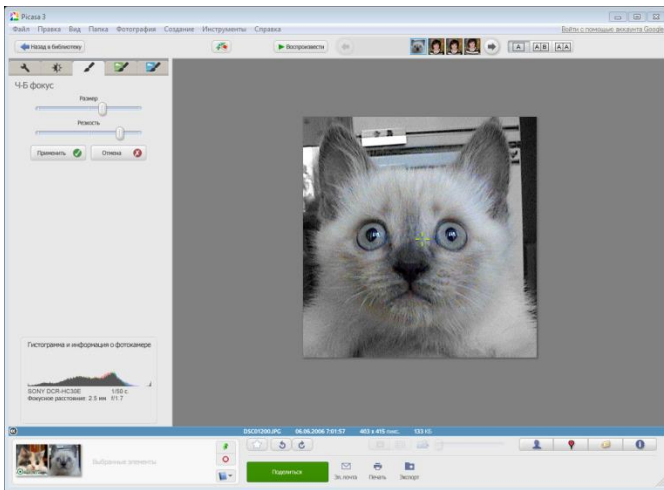 Picasa 3
Файл Правка Вид Папка Фотография Создание Инструменты Справка
Войти с помощью аккаунта Google
Назад в библиотеку
Воспроизвести
A
A B
A A
Ч-Б фокус
Размер
Резкость
Применить
Отмена
Гистограмма и информация о фотокамере
SONY DCR-HC30E 1/50 с
Фокусное расстояние: 2.5 мм f/1.7
DSC01200.JPG 06.06.2006 7:01:57 403 x 415 пикс. 133 КБ
Выбранные элементы
Поделиться
Эл. почта
Печать
Экспорт